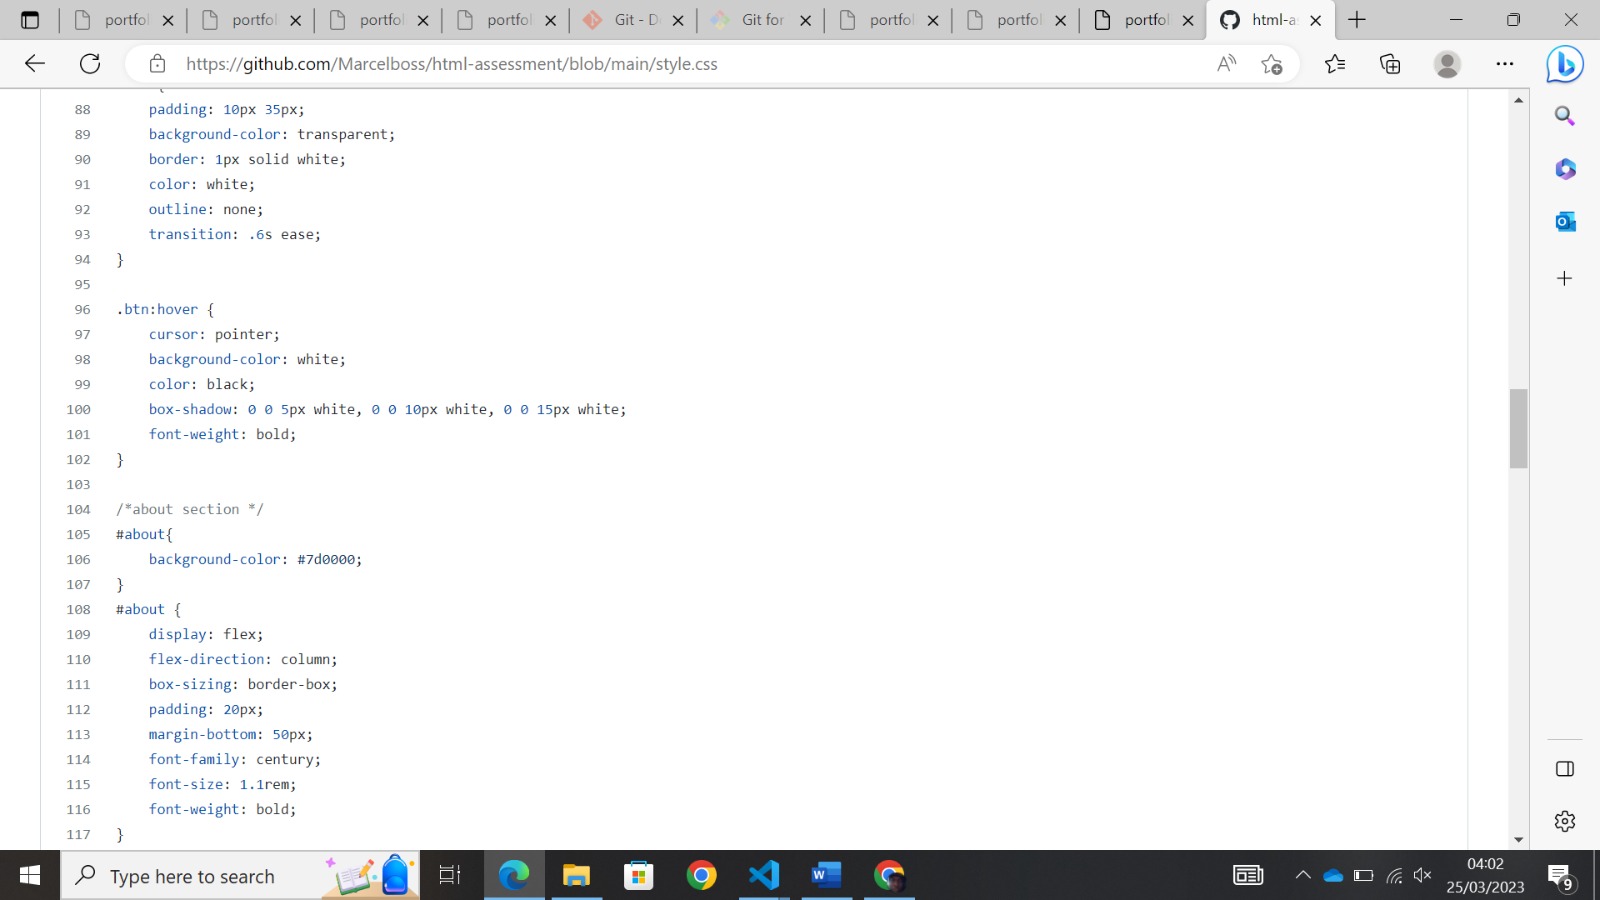 portfol
portfol
portfol
portfol
Git - D
Git for
portfol
portfol
portfol
html-a
https://github.com/Marcelboss/html-assessment/blob/main/style.css
88 padding: 10px 35px;
89 background-color: transparent;
90 border: 1px solid white;
91 color: white;
92 outline: none;
93 transition: .6s ease;
94 }
95
96 .btn:hover {
97 cursor: pointer;
98 background-color: white;
99 color: black;
100 box-shadow: 0 0 5px white, 0 0 10px white, 0 0 15px white;
101 font-weight: bold;
102 }
103
104 /*about section */
105 #about{
106 background-color: #7d0000;
107 }
108 #about {
109 display: flex;
110 flex-direction: column;
111 box-sizing: border-box;
112 padding: 20px;
113 margin-bottom: 50px;
114 font-family: century;
115 font-size: 1.1rem;
116 font-weight: bold;
117 }
Type here to search
04:02
25/03/2023
9